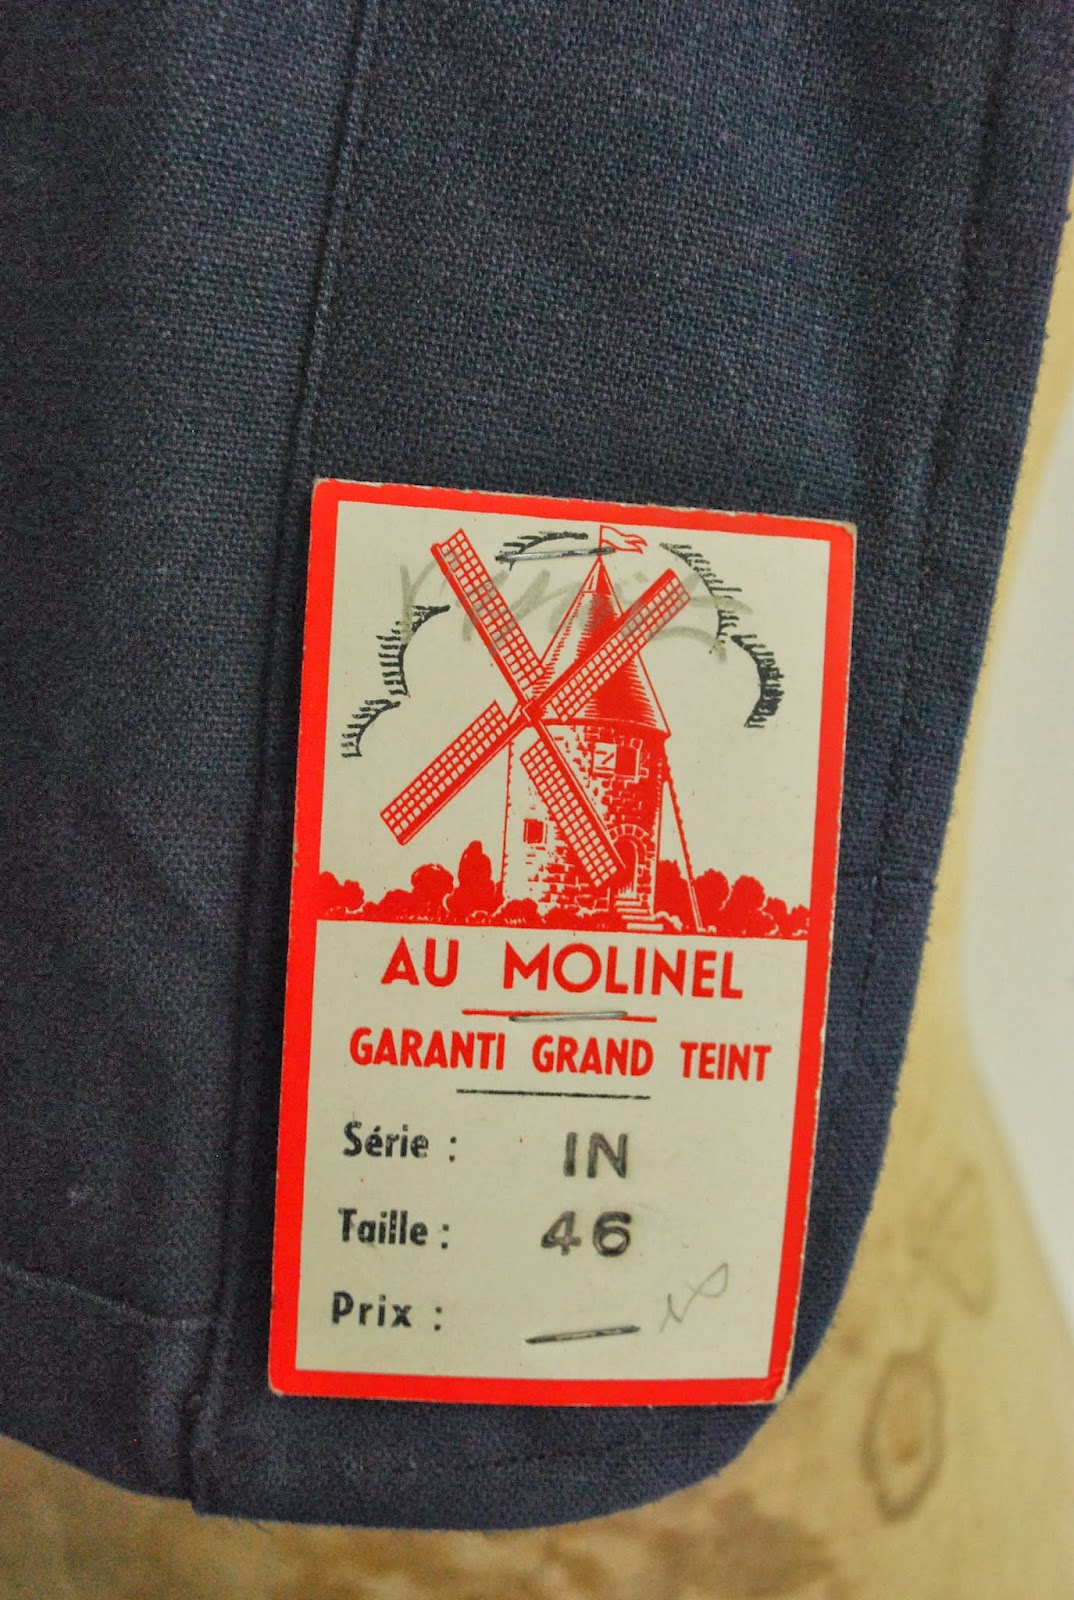 AU MOLINEL
GARANTI GRAND TEINT
Série : IN
Taille : 46
Prix :